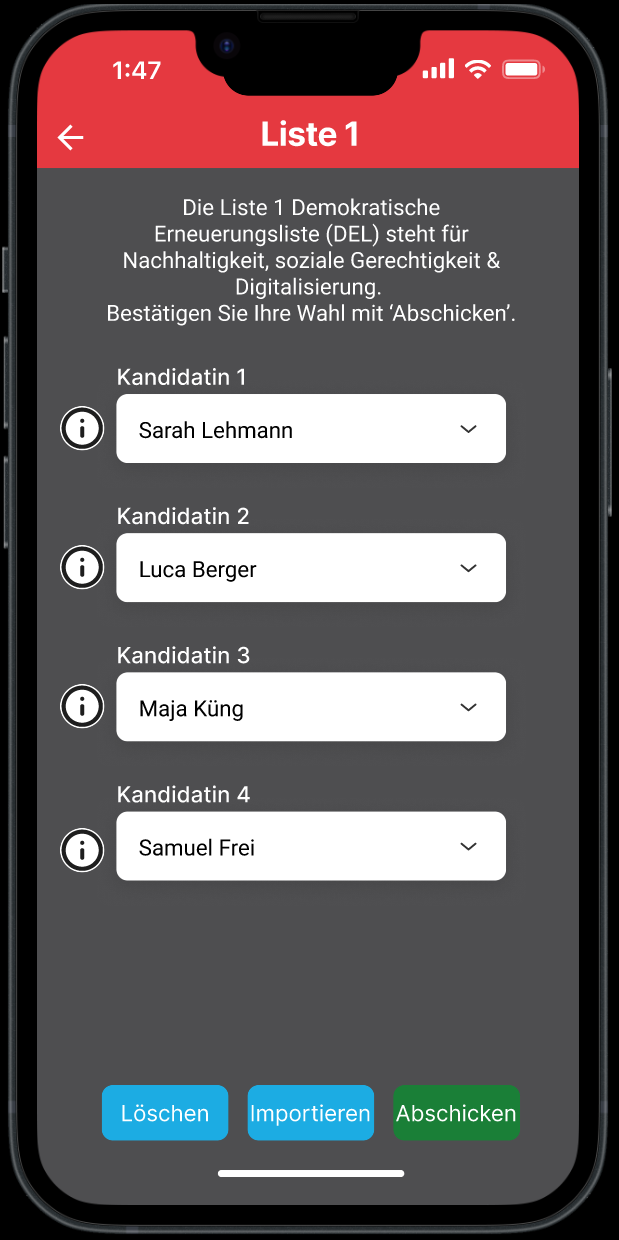 1:47
Liste 1
Die Liste 1 Demokratische
Erneuerungsliste (DEL) steht für
Nachhaltigkeit, soziale Gerechtigkeit &
Digitalisierung.
Bestätigen Sie Ihre Wahl mit ‘Abschicken’.
Kandidatin 1
Sarah Lehmann
Kandidatin 2
Luca Berger
Kandidatin 3
Maja Küng
Kandidatin 4
Samuel Frei
Löschen Importieren Abschicken